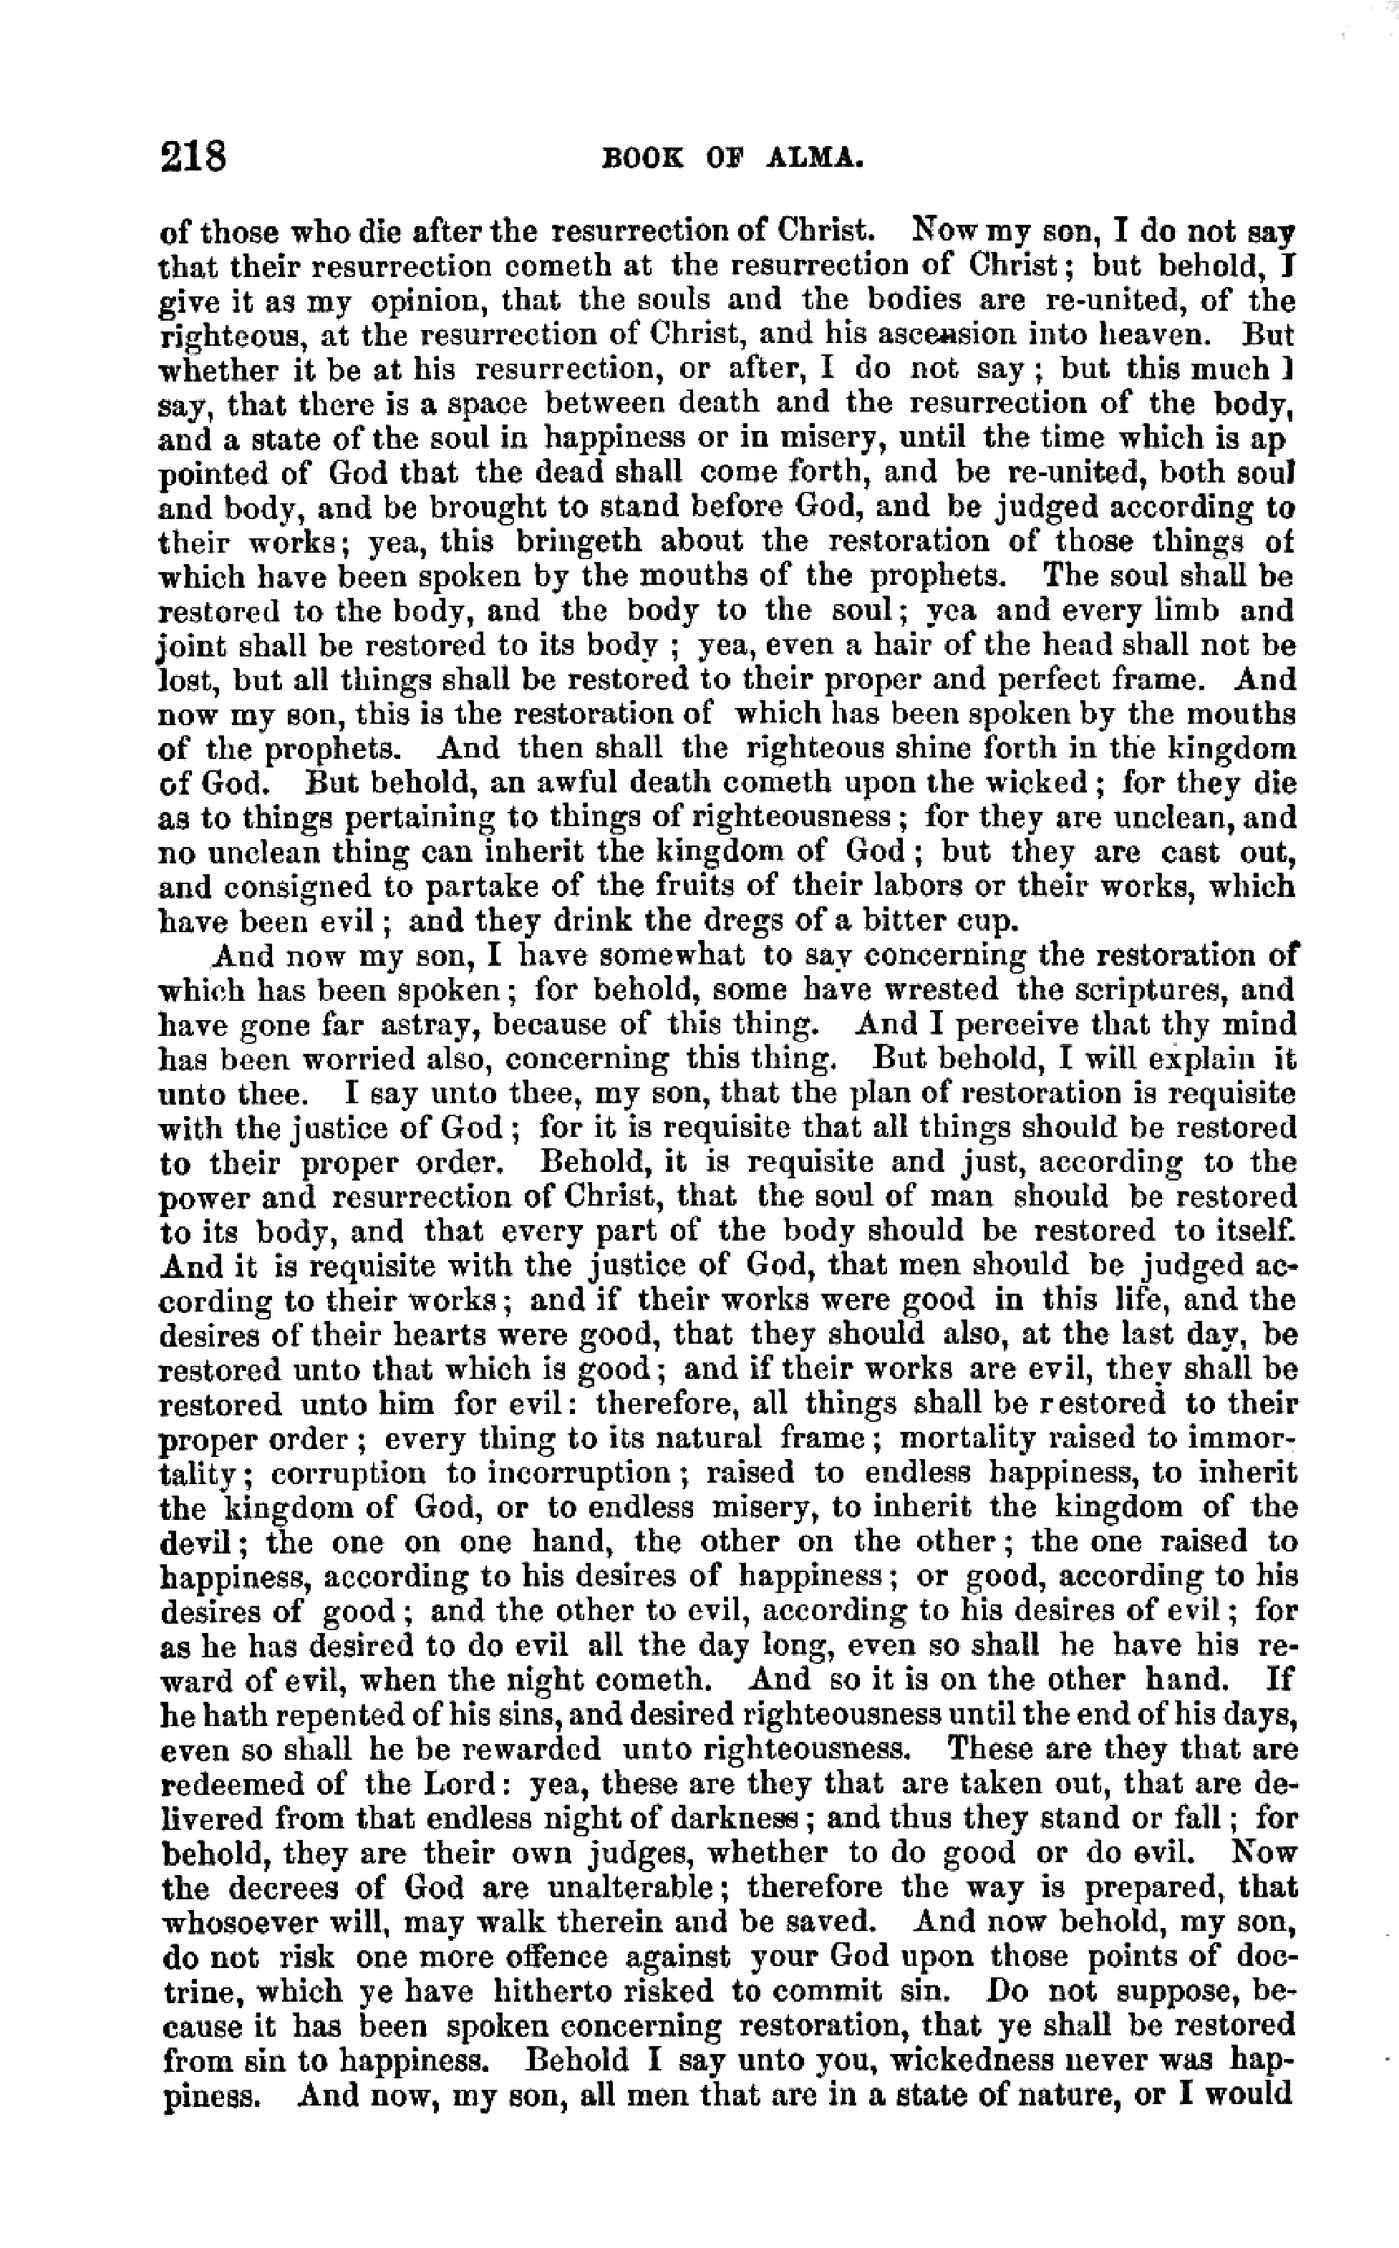 218 BOOK OF ALMA.
of those who die after the resurrection of Christ. Now my son, I do not say
that their resurrection cometh at the resurrection of Christ; but behold, I
give it as my opinion, that the souls and the bodies are re-united, of the
righteous, at the resurrection of Christ, and his ascension into heaven. But
whether it be at his resurrection, or after, I do not say; but this much I
say, that there is a space between death and the resurrection of the body,
and a state of the soul in happiness or in misery, until the time which is ap
pointed of God that the dead shall come forth, and be re-united, both soul
and body, and be brought to stand before God, and be judged according to
their works; yea, this bringeth about the restoration of those things of
which have been spoken by the mouths of the prophets. The soul shall be
restored to the body, and the body to the soul; yea and every limb and
joint shall be restored to its body; yea, even a hair of the head shall not be
lost, but all things shall be restored to their proper and perfect frame. And
now my son, this is the restoration of which has been spoken by the mouths
of the prophets. And then shall the righteous shine forth in the kingdom
of God. But behold, an awful death cometh upon the wicked; for they die
as to things pertaining to things of righteousness; for they are unclean, and
no unclean thing can inherit the kingdom of God; but they are cast out,
and consigned to partake of the fruits of their labors or their works, which
have been evil; and they drink the dregs of a bitter cup.
And now my son, I have somewhat to say concerning the restoration of
which has been spoken; for behold, some have wrested the scriptures, and
have gone far astray, because of this thing. And I perceive that thy mind
has been worried also, concerning this thing. But behold, I will explain it
unto thee. I say unto thee, my son, that the plan of restoration is requisite
with the justice of God; for it is requisite that all things should be restored
to their proper order. Behold, it is requisite and just, according to the
power and resurrection of Christ, that the soul of man should be restored
to its body, and that every part of the body should be restored to itself.
And it is requisite with the justice of God, that men should be judged ac-
cording to their works; and if their works were good in this life, and the
desires of their hearts were good, that they should also, at the last day, be
restored unto that which is good; and if their works are evil, they shall be
restored unto him for evil: therefore, all things shall be restored to their
proper order; every thing to its natural frame; mortality raised to immor-
tality; corruption to incorruption; raised to endless happiness, to inherit
the kingdom of God, or to endless misery, to inherit the kingdom of the
devil; the one on one hand, the other on the other; the one raised to
happiness, according to his desires of happiness; or good, according to his
desires of good; and the other to evil, according to his desires of evil; for
as he has desired to do evil all the day long, even so shall he have his re-
ward of evil, when the night cometh. And so it is on the other hand. If
he hath repented of his sins, and desired righteousness until the end of his days,
even so shall he be rewarded unto righteousness. These are they that are
redeemed of the Lord: yea, these are they that are taken out, that are de-
livered from that endless night of darkness; and thus they stand or fall; for
behold, they are their own judges, whether to do good or do evil. Now
the decrees of God are unalterable; therefore the way is prepared, that
whosoever will, may walk therein and be saved. And now behold, my son,
do not risk one more offence against your God upon those points of doc-
trine, which ye have hitherto risked to commit sin. Do not suppose, be-
cause it has been spoken concerning restoration, that ye shall be restored
from sin to happiness. Behold I say unto you, wickedness never was hap-
piness. And now, my son, all men that are in a state of nature, or I would